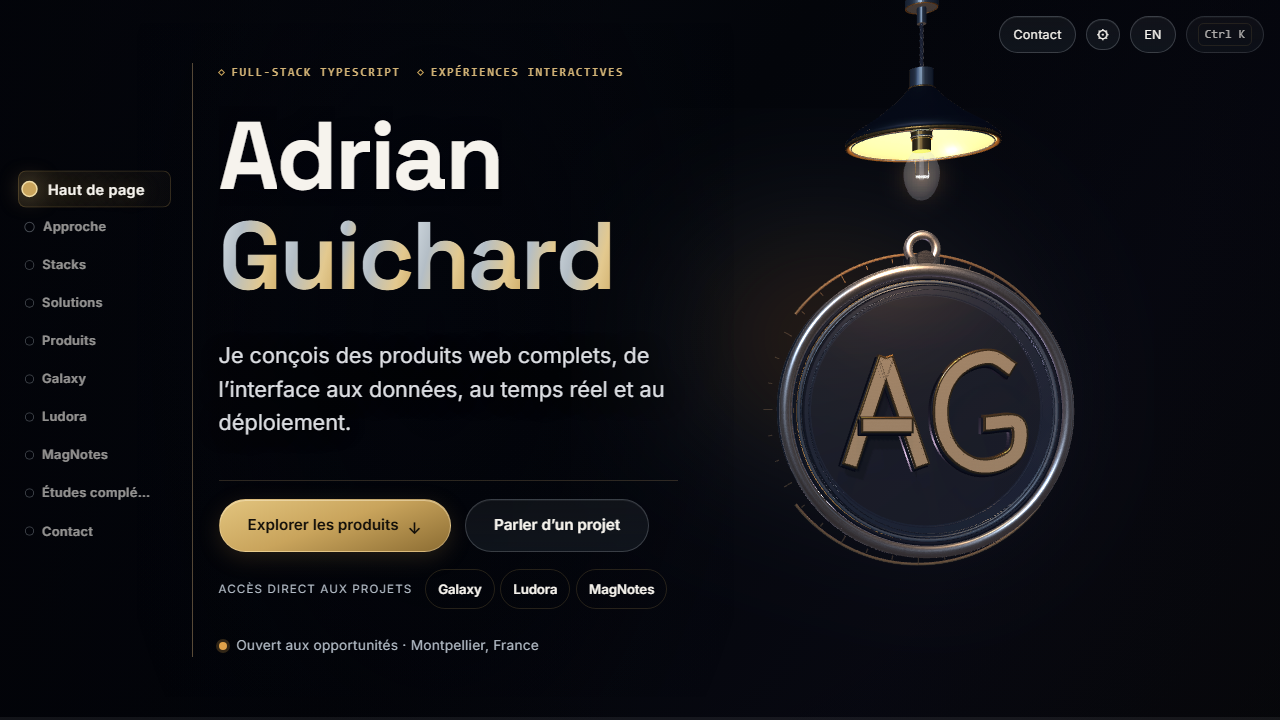 Contact
⚙
EN
Ctrl K
◇ FULL-STACK TYPESCRIPT ◇ EXPÉRIENCES INTERACTIVES
Adrian
Guichard
Haut de page
Approche
Stacks
Solutions
Produits
Galaxy
Ludora
MagNotes
Études complé...
Contact
Je conçois des produits web complets, de
l’interface aux données, au temps réel et au
déploiement.
Explorer les produits ↓
Parler d’un projet
ACCÈS DIRECT AUX PROJETS
Galaxy
Ludora
MagNotes
Ouvert aux opportunités · Montpellier, France
AG